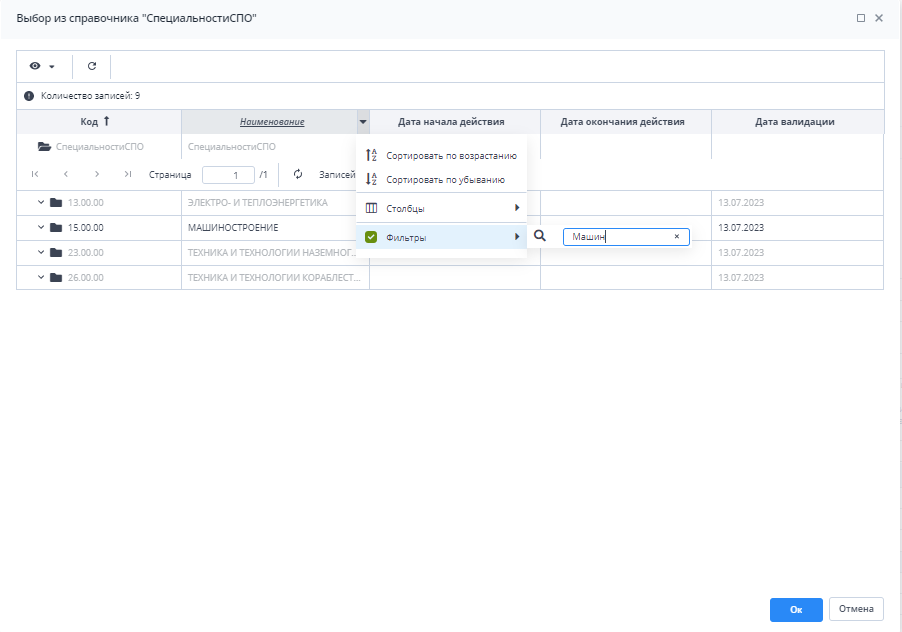 Выбор из справочника "СпециальностиСПО"
Количество записей: 9
Код Наименование Дата начала действия Дата окончания действия Дата валидации
СпециальностиСПО СпециальностиСПО
Сортировать по возрастанию
Страница 1 /1 Записей
Сортировать по убыванию
13.00.00 ЭЛЕКТРО- И ТЕПЛОЭНЕРГЕТИКА 13.07.2023
Столбцы
15.00.00 МАШИНОСТРОЕНИЕ 13.07.2023
Фильтры Машин
23.00.00 ТЕХНИКА И ТЕХНОЛОГИИ НАЗЕМНОГ... 13.07.2023
26.00.00 ТЕХНИКА И ТЕХНОЛОГИИ КОРАБЛЕСТ... 13.07.2023
Ок Отмена